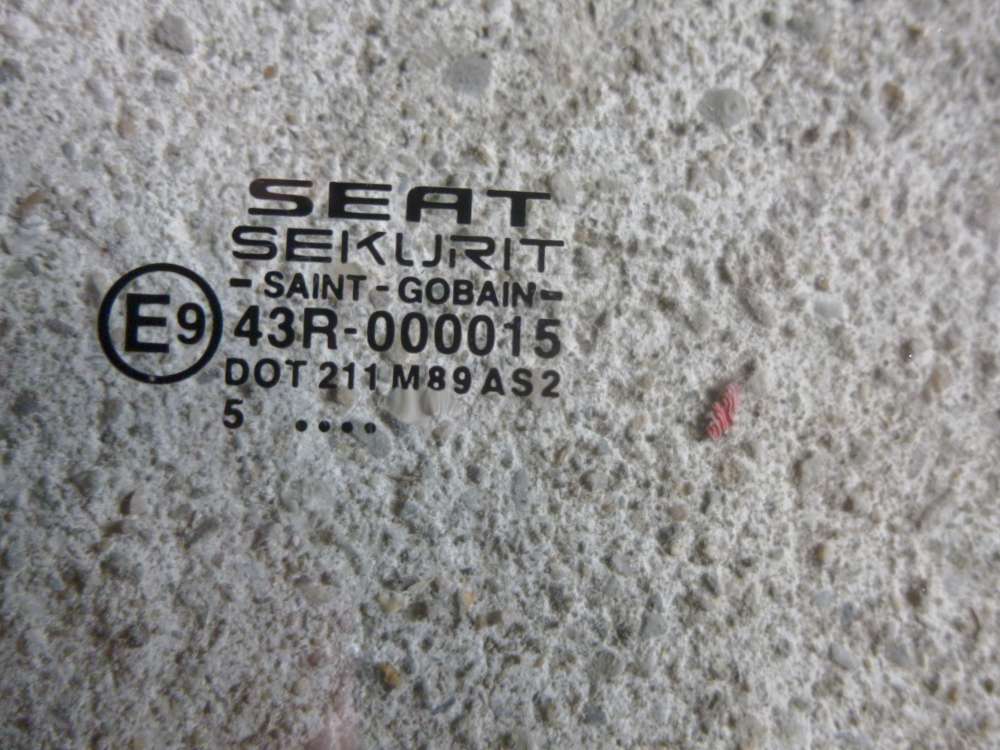 SEAT
SEKURIT
- SAINT - GOBAIN -
E9 43R-000015
DOT 211 M89 AS2
5 ....